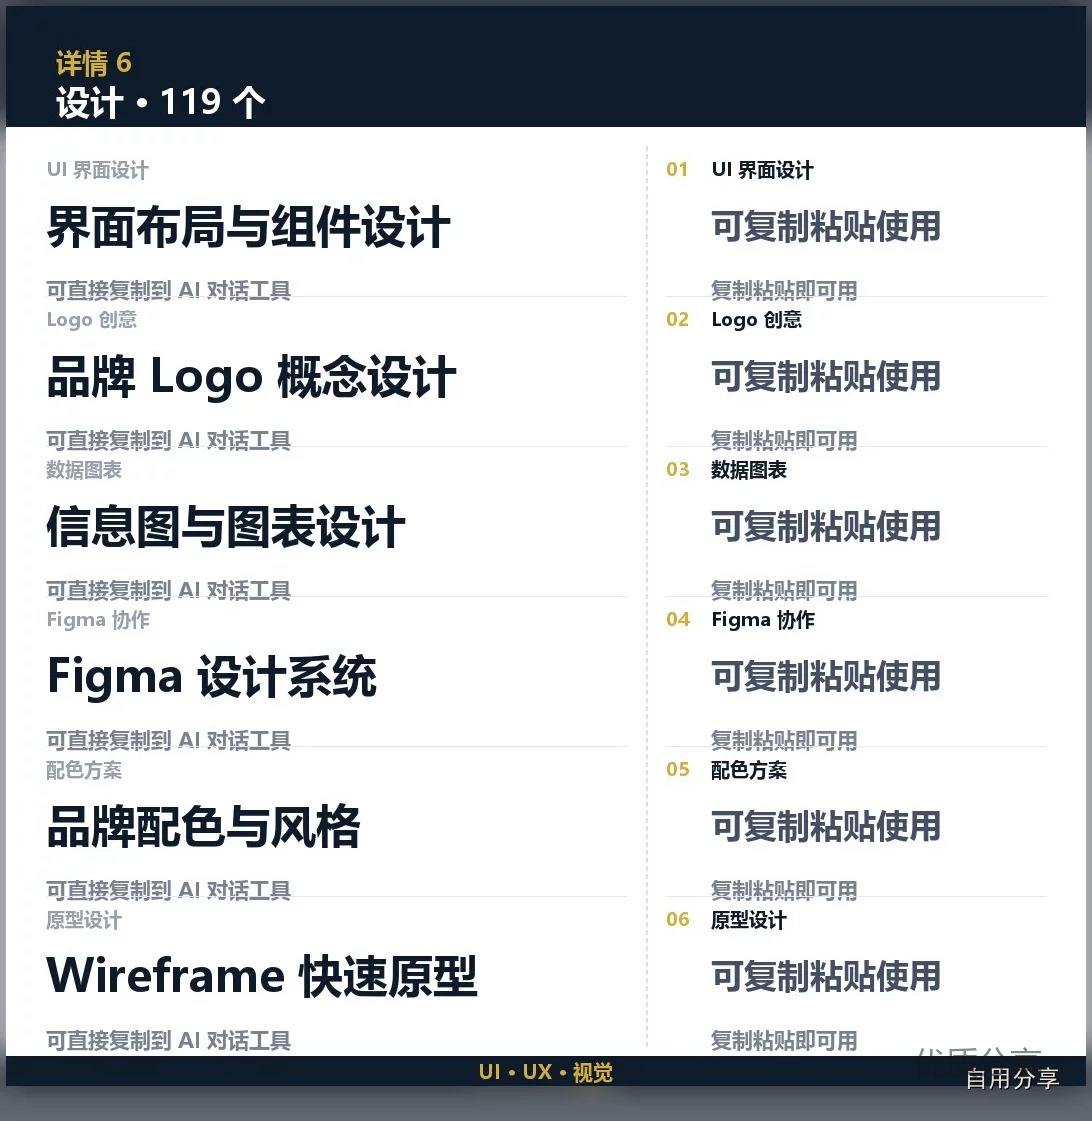 详情 6
设计 • 119 个
UI 界面设计
界面布局与组件设计
可直接复制到 AI 对话工具
01 UI 界面设计
可复制粘贴使用
复制粘贴即可用
Logo 创意
品牌 Logo 概念设计
可直接复制到 AI 对话工具
02 Logo 创意
可复制粘贴使用
复制粘贴即可用
数据图表
信息图与图表设计
可直接复制到 AI 对话工具
03 数据图表
可复制粘贴使用
复制粘贴即可用
Figma 协作
Figma 设计系统
可直接复制到 AI 对话工具
04 Figma 协作
可复制粘贴使用
复制粘贴即可用
配色方案
品牌配色与风格
可直接复制到 AI 对话工具
05 配色方案
可复制粘贴使用
复制粘贴即可用
原型设计
Wireframe 快速原型
可直接复制到 AI 对话工具
06 原型设计
可复制粘贴使用
复制粘贴即可用
UI • UX • 视觉
优质分享
自用分享